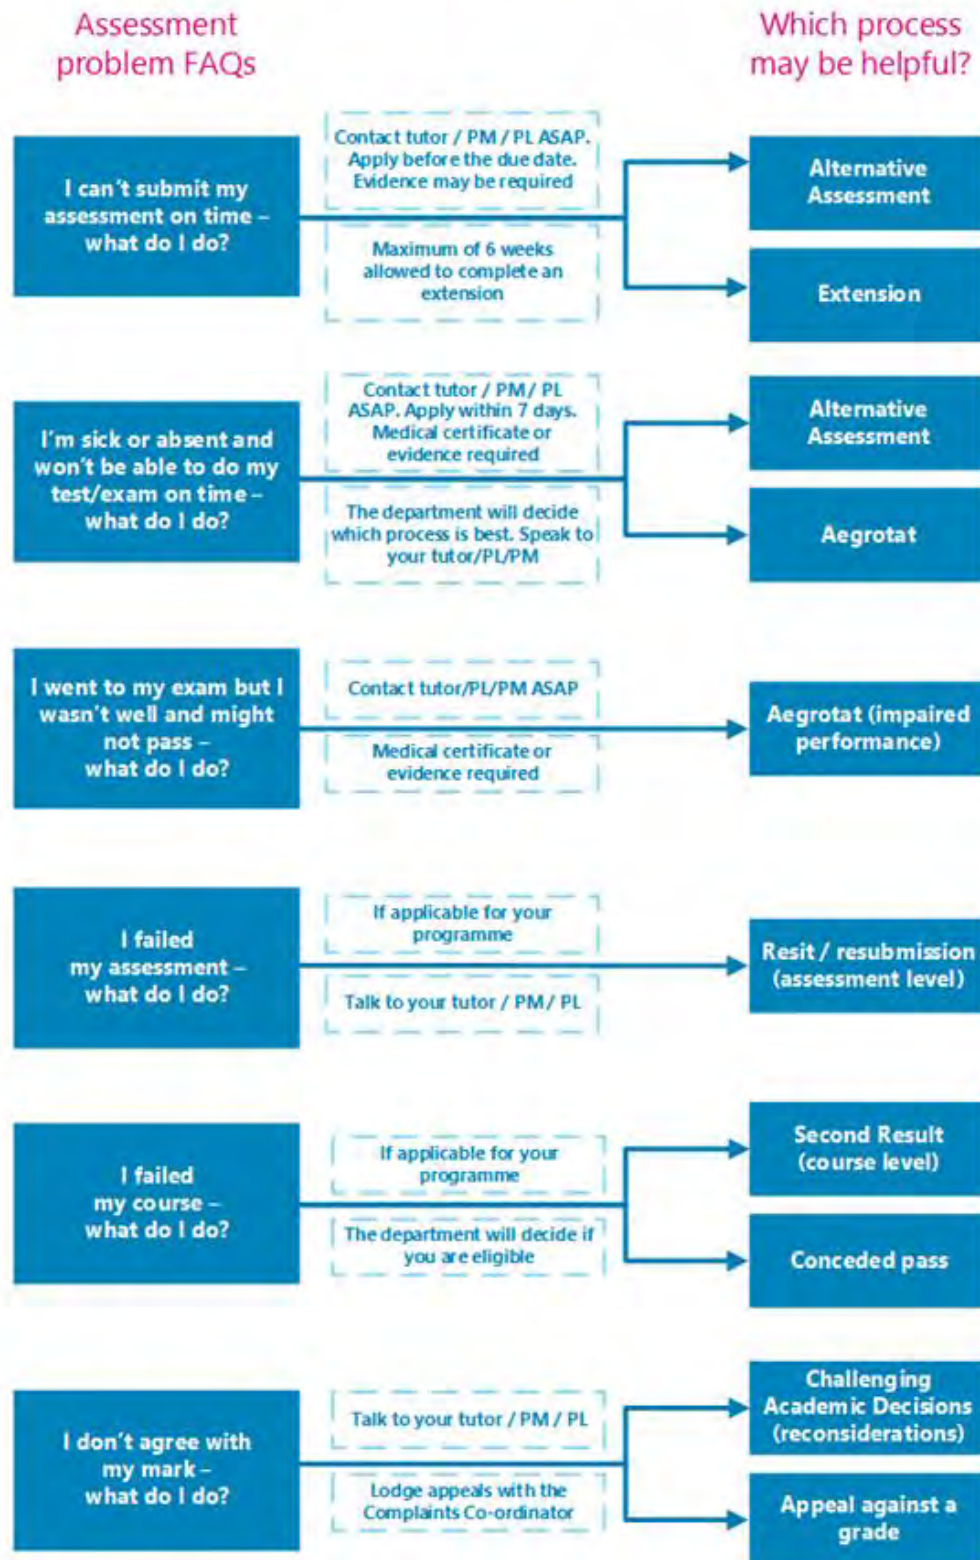 Assessment
problem FAQs
Which process
may be helpful?
I can't submit my
assessment on time –
what do I do?
Contact tutor / PM / PL ASAP.
Apply before the due date.
Evidence may be required
Maximum of 6 weeks
allowed to complete an
extension
Alternative
Assessment
Extension
I'm sick or absent and
won't be able to do my
test/exam on time –
what do I do?
Contact tutor / PM/ PL
ASAP. Apply within 7 days.
Medical certificate or
evidence required
The department will decide
which process is best. Speak to
your tutor/PL/PM
Alternative
Assessment
Aegrotat
I went to my exam but I
wasn't well and might
not pass –
what do I do?
Contact tutor/PL/PM ASAP
Medical certificate or
evidence required
Aegrotat (impaired
performance)
I failed
my assessment –
what do I do?
If applicable for your
programme
Talk to your tutor / PM/ PL
Resit / resubmission
(assessment level)
I failed
my course –
what do I do?
If applicable for your
programme
The department will decide if
you are eligible
Second Result
(course level)
Conceded pass
I don't agree with
my mark –
what do I do?
Talk to your tutor / PM / PL
Lodge appeals with the
Complaints Co-ordinator
Challenging
Academic Decisions
(reconsiderations)
Appeal against a
grade